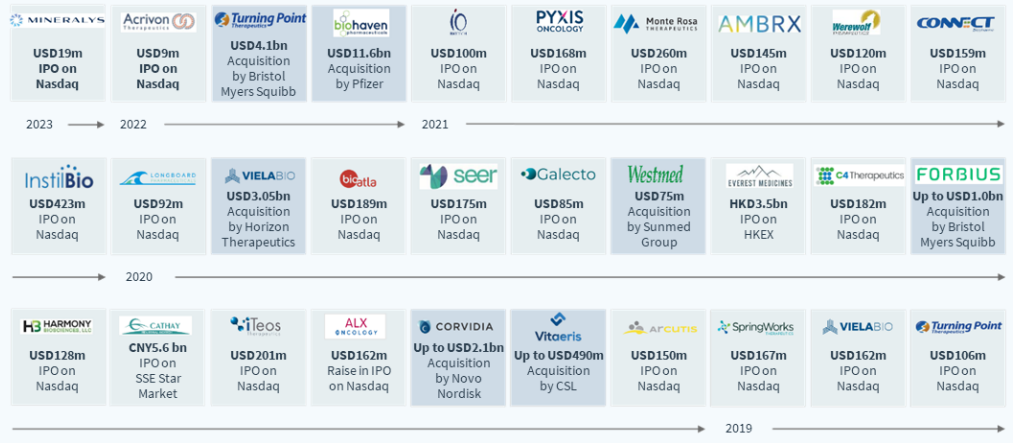 MINERALYS
USD19m
IPO on
Nasdaq
Acrivon
Therapeutics
USD9m
IPO on
Nasdaq
Turning Point
Therapeutics
USD4.1bn
Acquisition
by Bristol
Myers Squibb
biohaven
pharmaceuticals
USD11.6bn
Acquisition
by Pfizer
USD100m
IPO on
Nasdaq
PYXIS
ONCOLOGY
USD168m
IPO on
Nasdaq
Monte Rosa
THERAPEUTICS
USD260m
IPO on
Nasdaq
AMBRX
USD145m
IPO on
Nasdaq
Werewolf
USD120m
IPO on
Nasdaq
CONNECT
USD159m
IPO on
Nasdaq
2023
2022
2021
InstilBio
USD423m
IPO on
Nasdaq
LONGBOARD
USD92m
IPO on
Nasdaq
VIELABIO
USD3.05bn
Acquisition
by Horizon
Therapeutics
bioatla
USD189m
IPO on
Nasdaq
seer
USD175m
IPO on
Nasdaq
Galecto
USD85m
IPO on
Nasdaq
Westmed
USD75m
Acquisition
by Sunmed
Group
EVEREST MEDICINES
HKD3.5bn
IPO on
HKEX
C4 Therapeutics
USD182m
IPO on
Nasdaq
FORBIUS
Up to USD1.0bn
Acquisition
by Bristol
Myers Squibb
2020
HB HARMONY
BIOSCIENCES, LLC
USD128m
IPO on
Nasdaq
CATHAY
CNY5.6 bn
IPO on
SSE Star
Market
iTeos
Therapeutics
USD201m
IPO on
Nasdaq
ALX
ONCOLOGY
USD162m
Raise in IPO
on Nasdaq
CORVIDIA
Up to USD2.1bn
Acquisition
by Novo
Nordisk
Vitaeris
Up to USD490m
Acquisition
by CSL
ARCUTIS
USD150m
IPO on
Nasdaq
SpringWorks
THERAPEUTICS
USD167m
IPO on
Nasdaq
VIELABIO
USD162m
IPO on
Nasdaq
Turning Point
Therapeutics
USD106m
IPO on
Nasdaq
2019